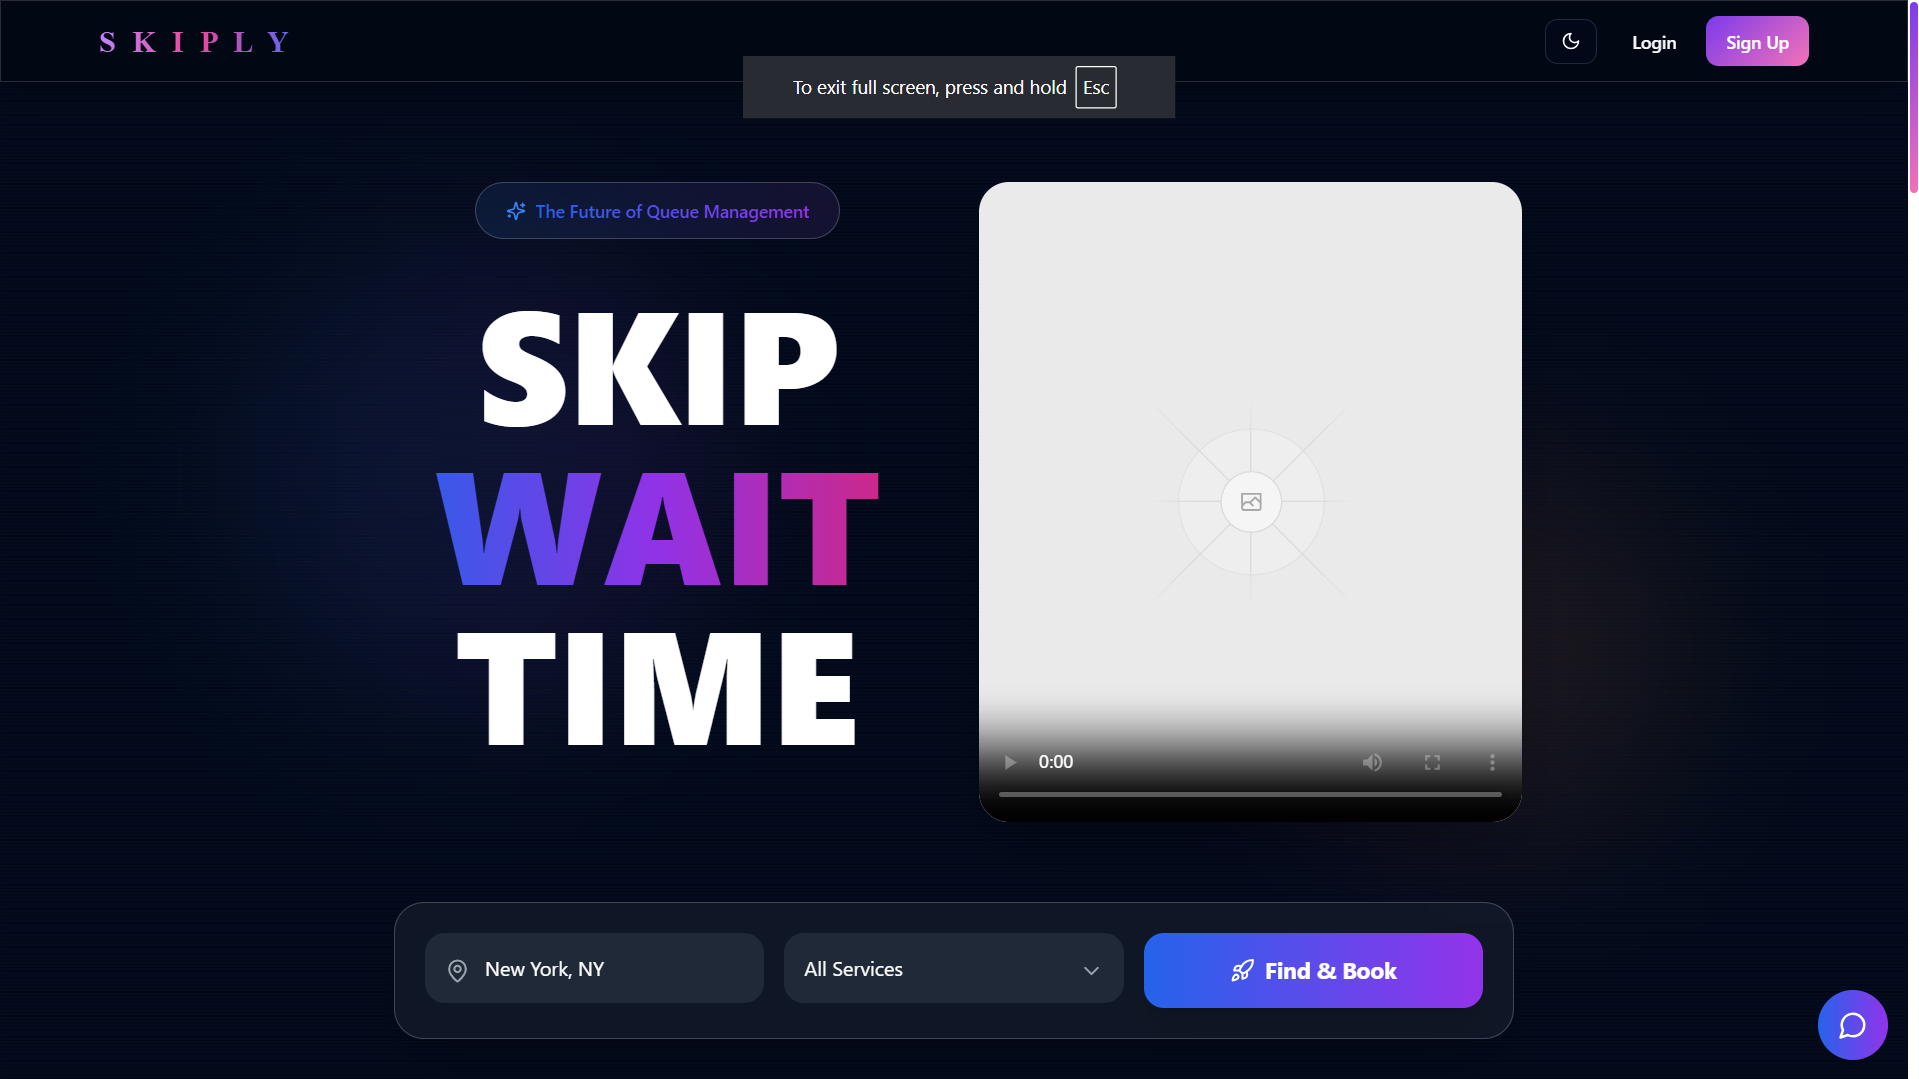 S K I P L Y
Login
Sign Up
To exit full screen, press and hold Esc
The Future of Queue Management
SKIP
WAIT
TIME
0:00
New York, NY
All Services
Find & Book